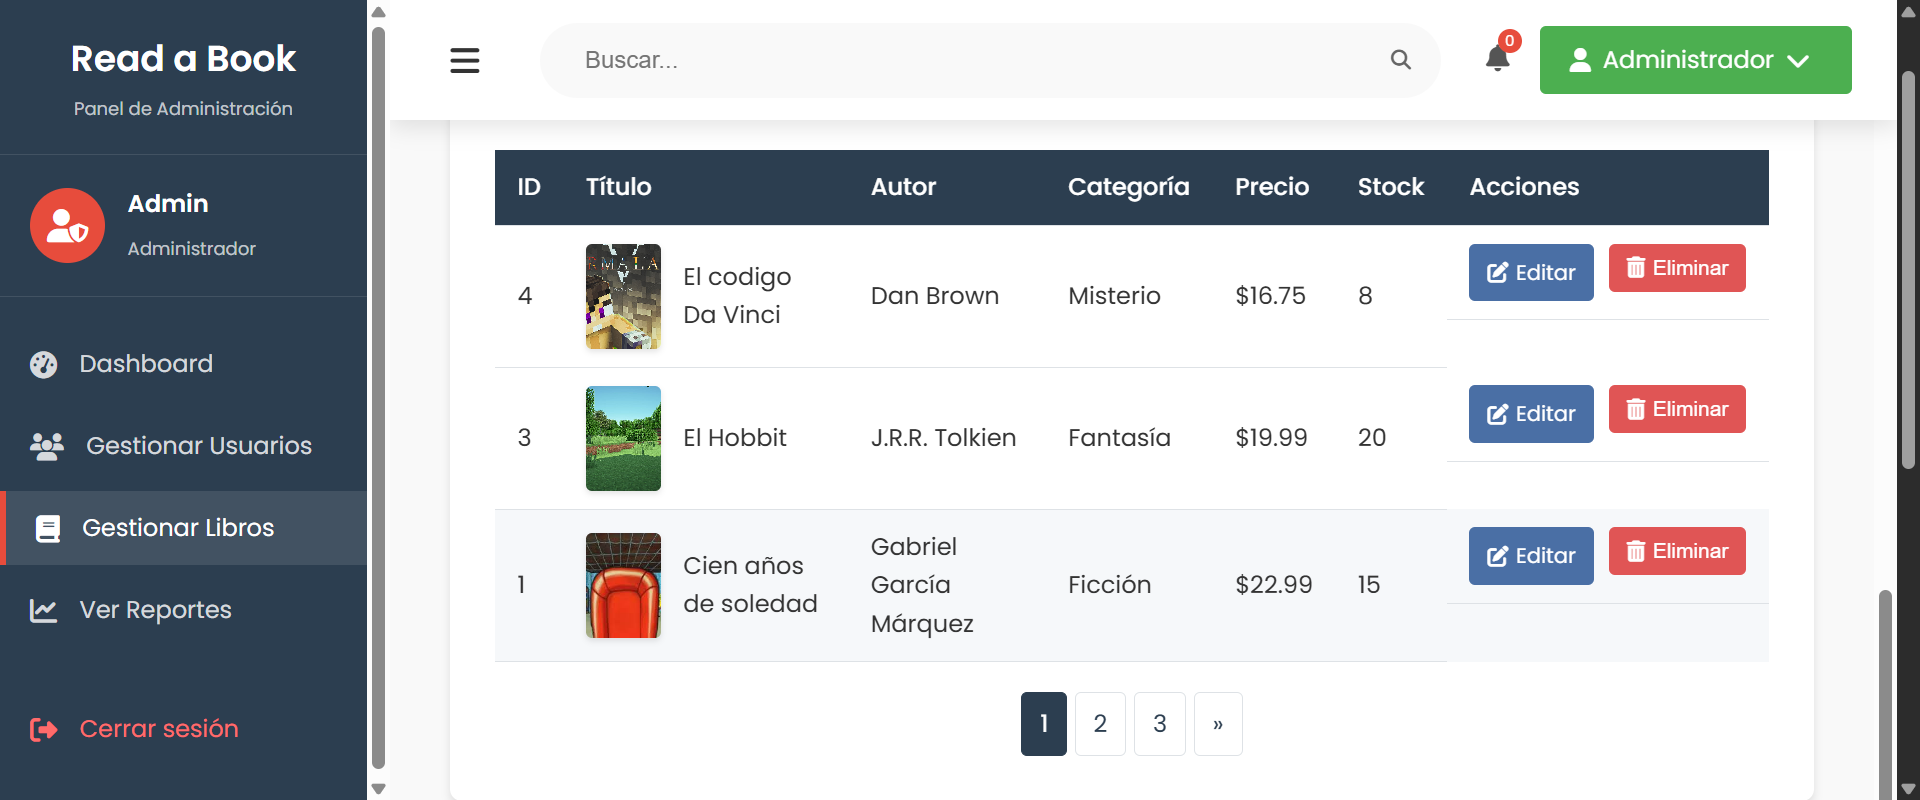 Read a Book
Panel de Administración
Admin
Administrador
Dashboard
Gestionar Usuarios
Gestionar Libros
Ver Reportes
Cerrar sesión
Buscar...
0
Administrador
ID Título Autor Categoría Precio Stock Acciones
4 El codigo Da Vinci Dan Brown Misterio $16.75 8 Editar Eliminar
3 El Hobbit J.R.R. Tolkien Fantasía $19.99 20 Editar Eliminar
1 Cien años de soledad Gabriel García Márquez Ficción $22.99 15 Editar Eliminar
1 2 3 »